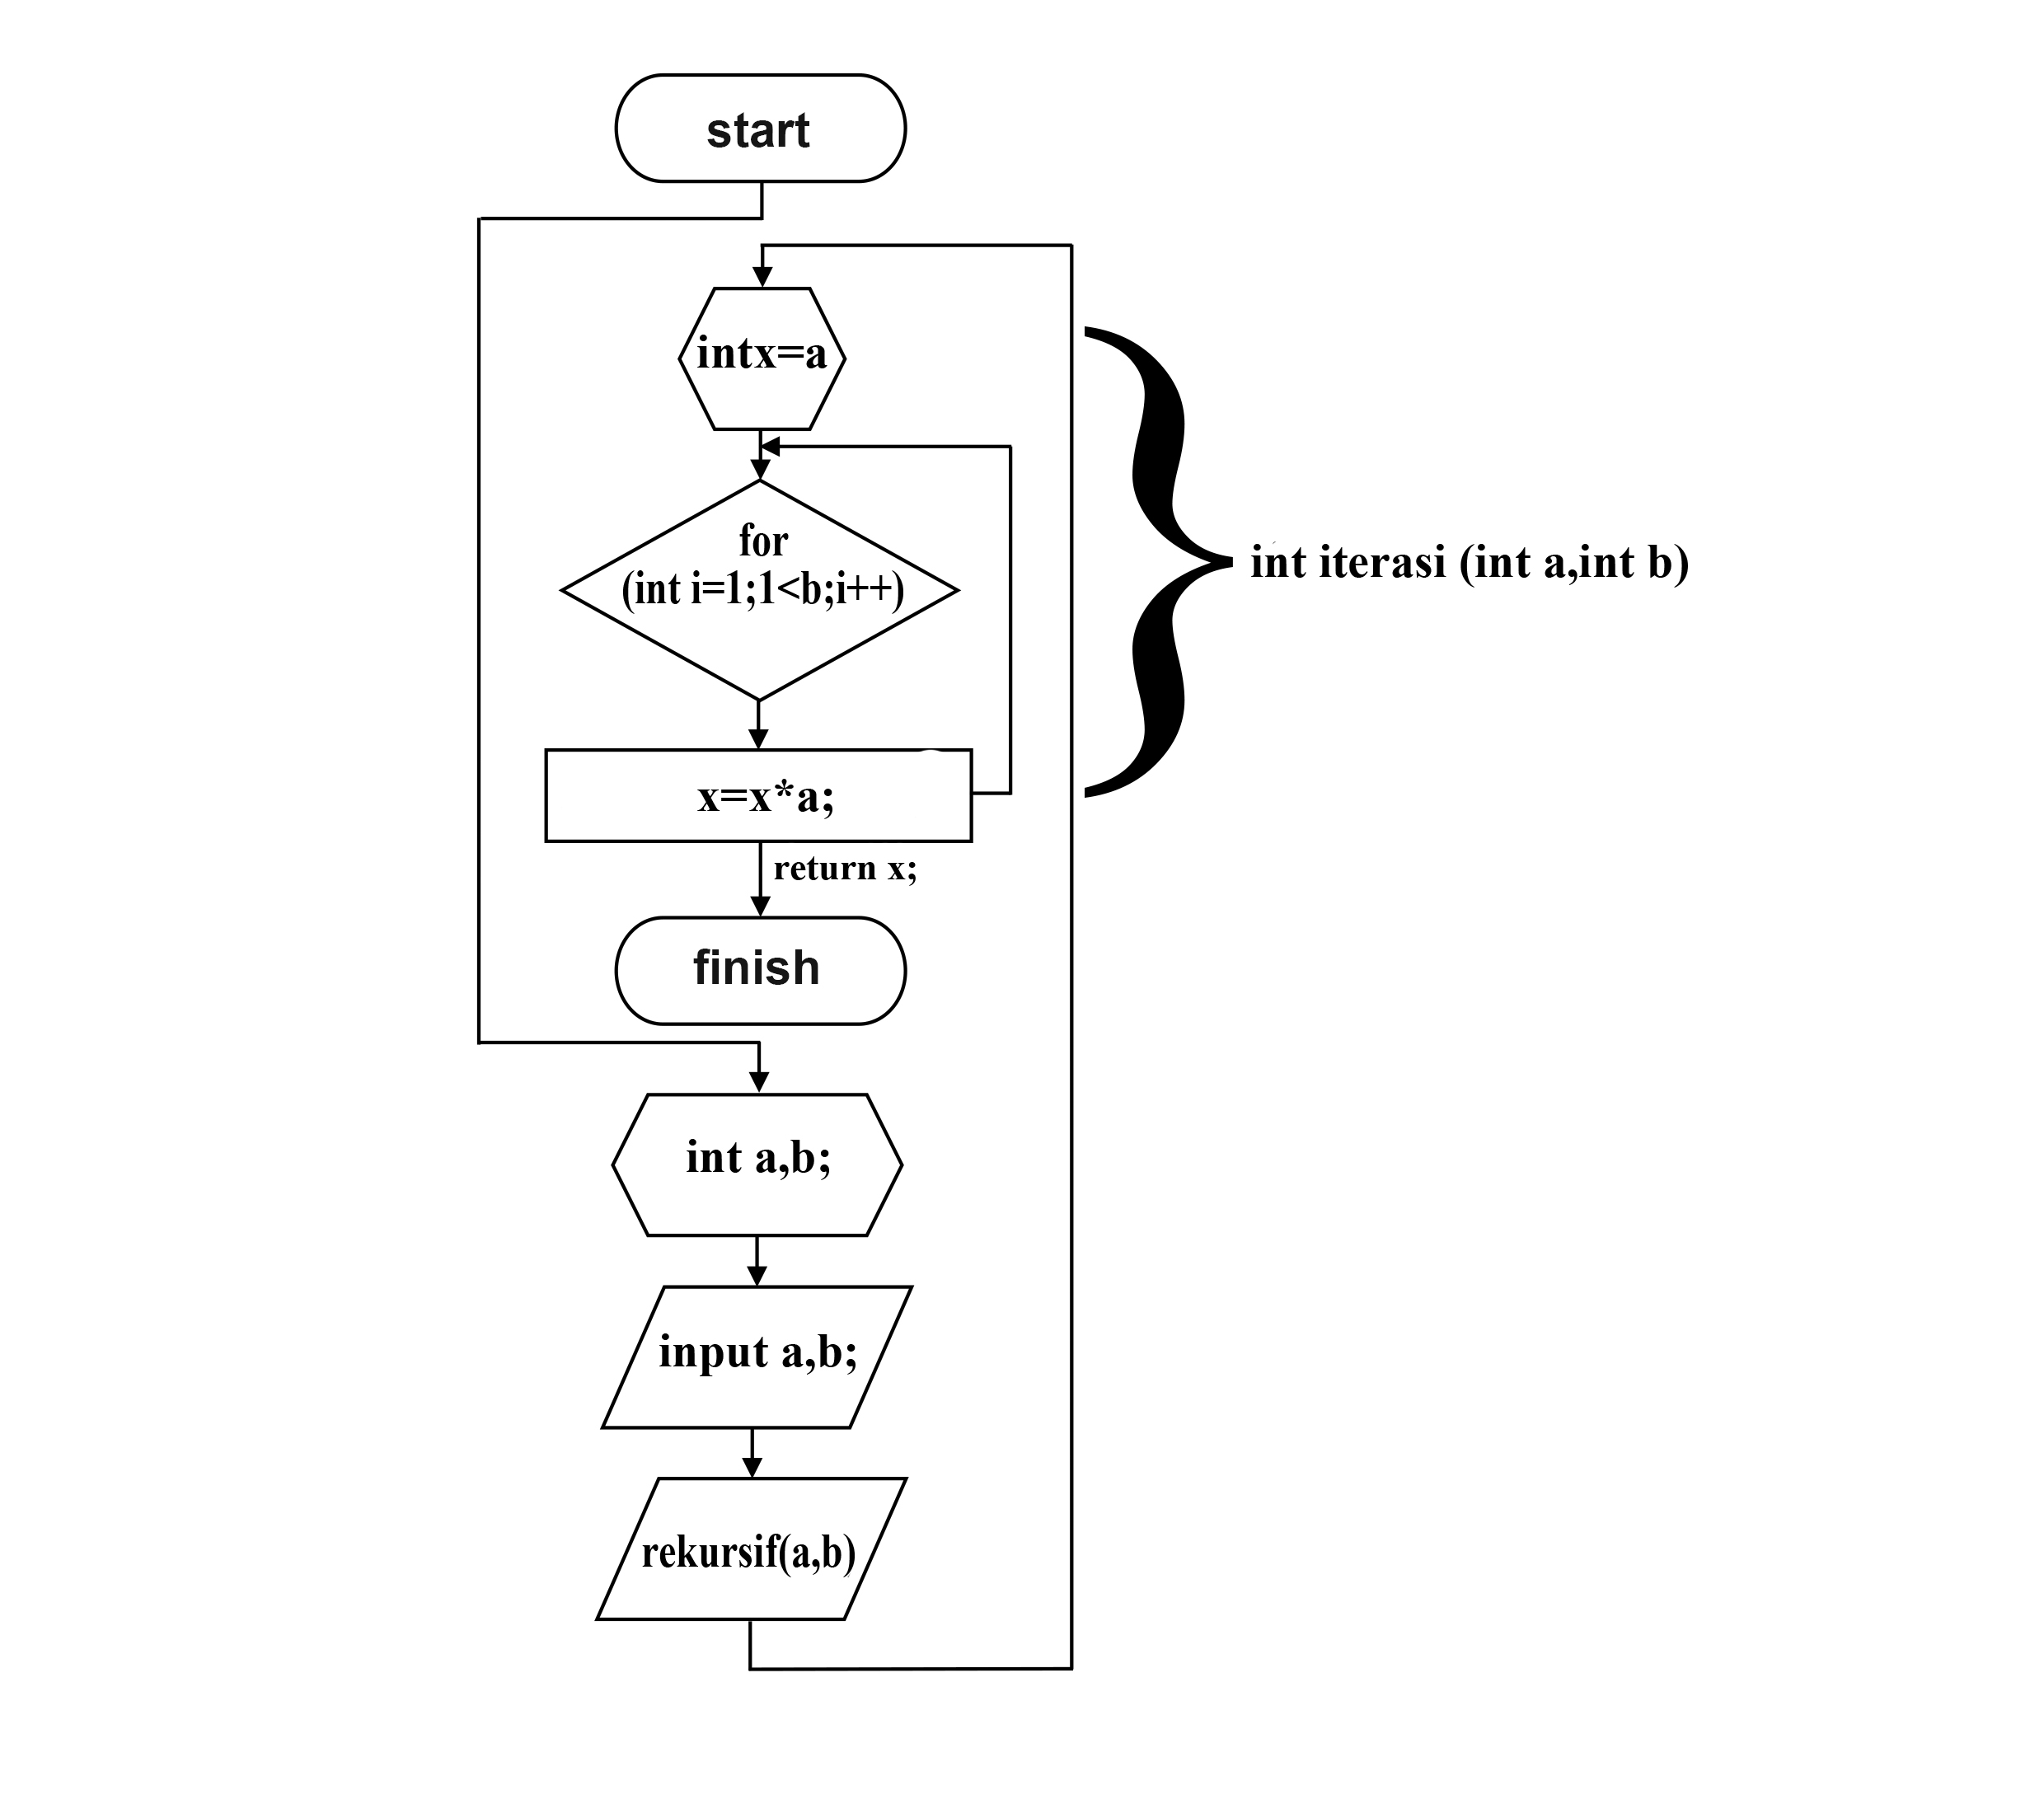 start
intx=a
for
(int i=1;1<b;i++)
int iterasi (int a,int b)
x=x*a;
return x;
finish
int a,b;
input a,b;
rekursif(a,b)